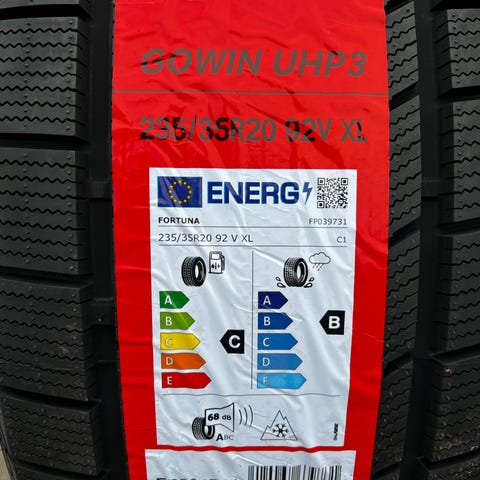 GOWIN UHP3
235/35R20 92V XL
ENERG
FORTUNA FP039731
235/35R20 92 V XL C1
A A
B B
C C C B
D D
E E
68 dB
ABC